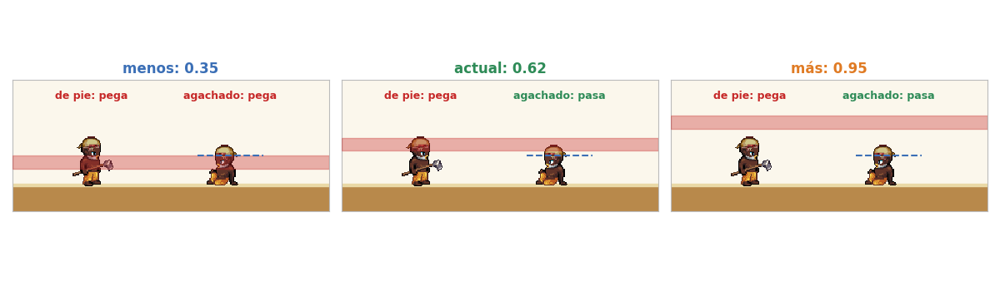 menos: 0.35
de pie: pega
agachado: pega
actual: 0.62
de pie: pega
agachado: pasa
más: 0.95
de pie: pega
agachado: pasa